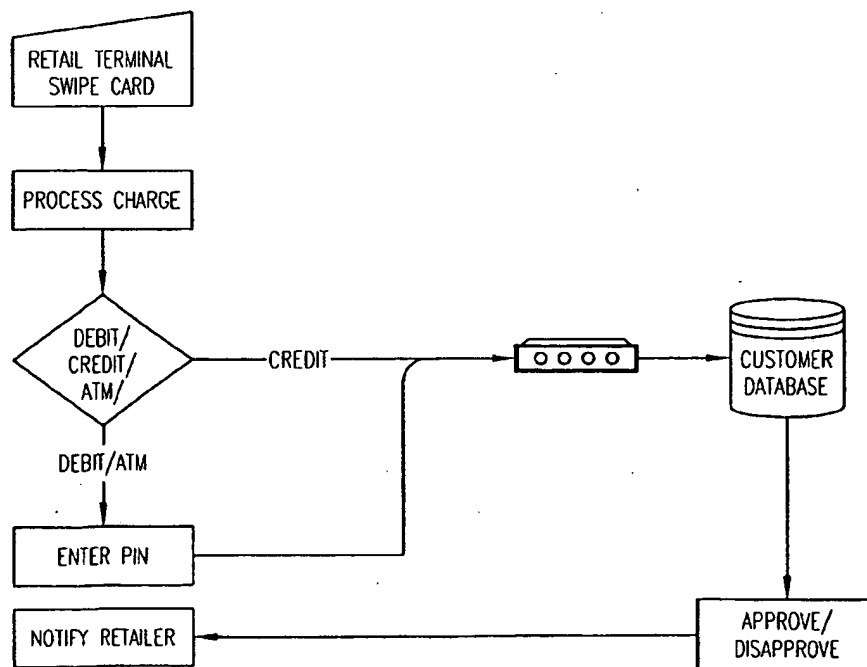 RETAIL TERMINAL
SWIPE CARD
PROCESS CHARGE
DEBIT/
CREDIT/
ATM/
CREDIT
CUSTOMER
DATABASE
DEBIT/ATM
ENTER PIN
NOTIFY RETAILER
APPROVE/
DISAPPROVE